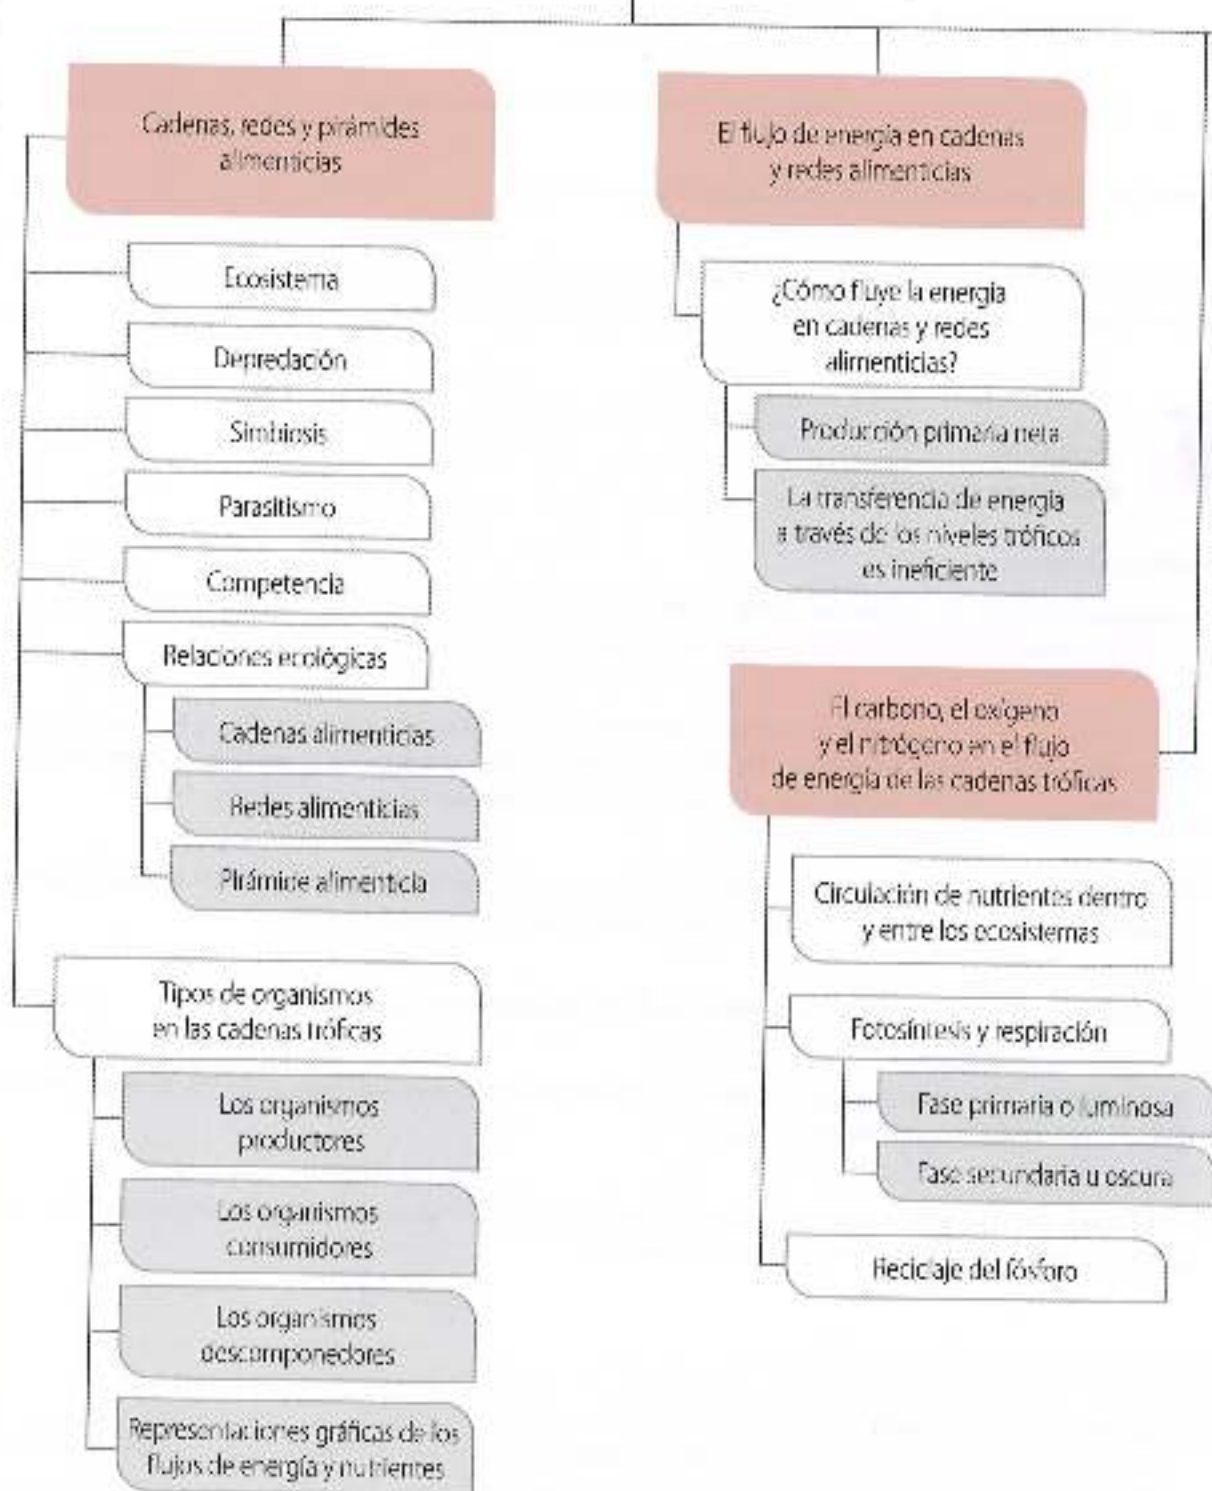 Cadenas, redes y pirámides
alimenticias
Ecosistema
Depredación
Simbiosis
Parasitismo
Competencia
Relaciones ecológicas
Cadenas alimenticias
Redes alimenticias
Pirámide alimenticia
Tipos de organismos
en las cadenas tróficas
Los organismos
productores
Los organismos
consumidores
Los organismos
descomponedores
Representaciones gráficas de los
flujos de energía y nutrientes
El flujo de energía en cadenas
y redes alimenticias
¿Cómo fluye la energía
en cadenas y redes
alimenticias?
Producción primaria neta
La transferencia de energía
a través de los niveles tróficos
es ineficiente
El carbono, el oxígeno
y el nitrógeno en el flujo
de energía de las cadenas tróficas
Circulación de nutrientes dentro
y entre los ecosistemas
Fotosíntesis y respiración
Fase primaria o luminosa
Fase secundaria u oscura
Reciclaje del fósforo